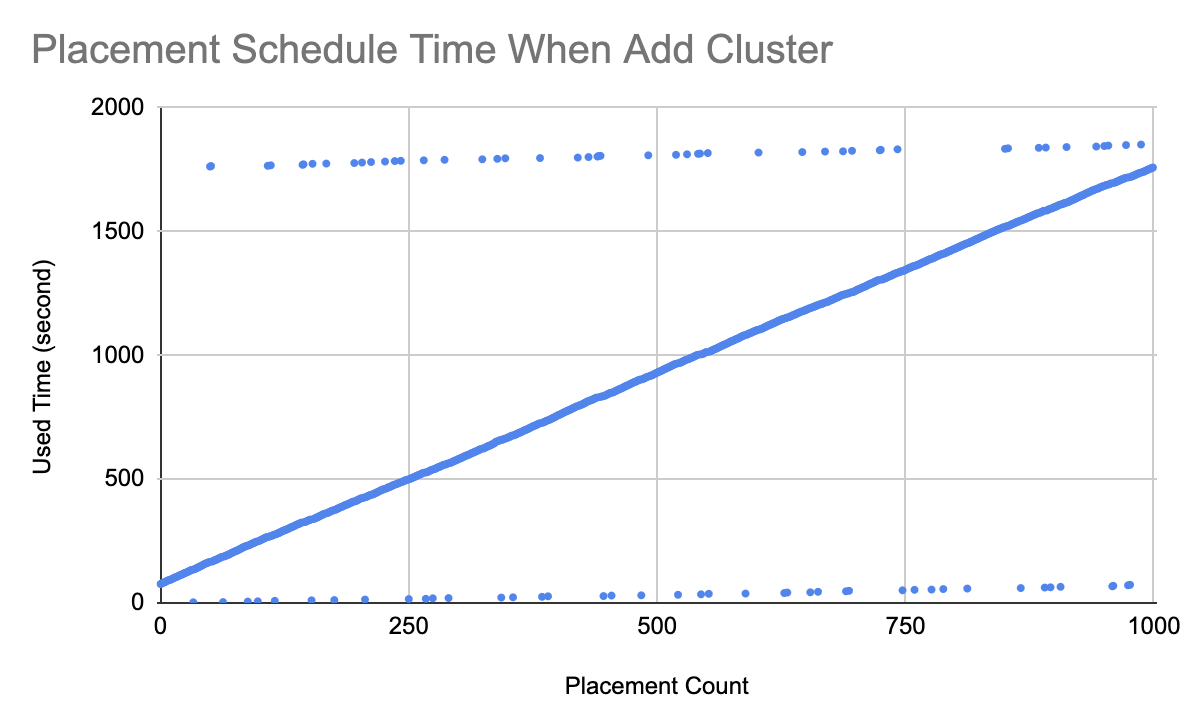 Placement Schedule Time When Add Cluster
Used Time (second)
2000
1500
1000
500
0
0 250 500 750 1000
Placement Count